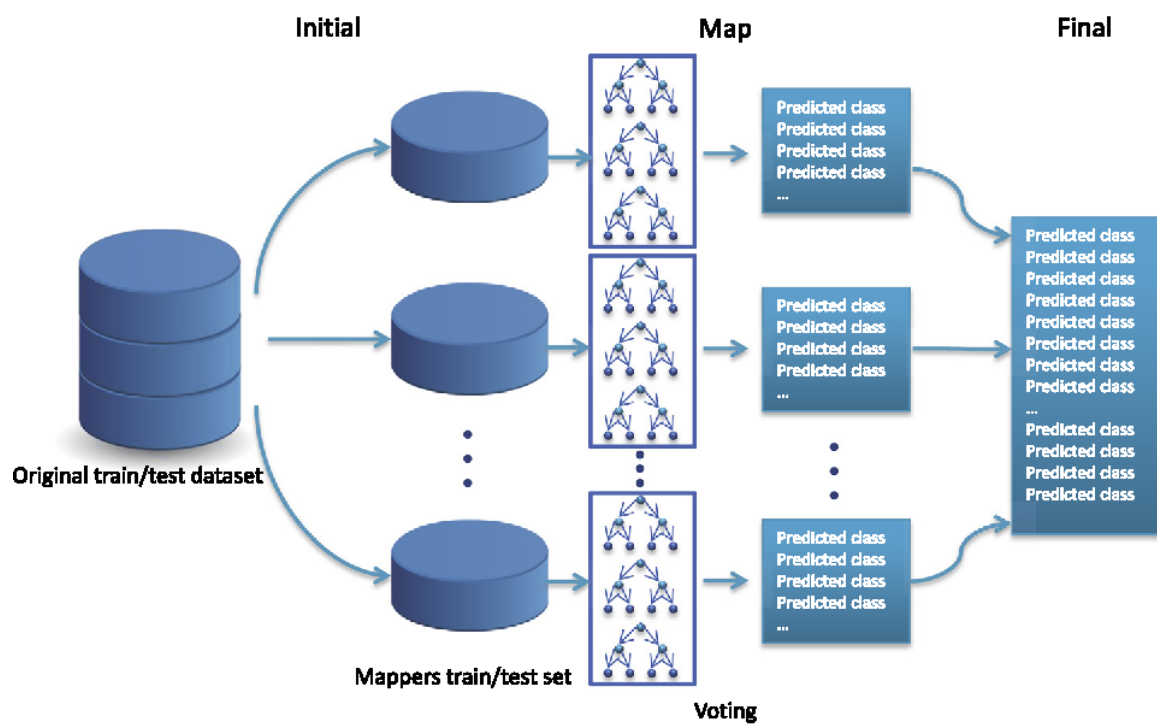 Initial
Map
Final
Predicted class
Predicted class
Predicted class
Predicted class
...
Predicted class
Predicted class
Predicted class
Predicted class
...
Predicted class
Predicted class
Predicted class
Predicted class
...
Predicted class
Predicted class
Predicted class
Predicted class
Predicted class
Predicted class
Predicted class
Predicted class
...
Predicted class
Predicted class
Predicted class
Predicted class
Original train/test dataset
Mappers train/test set
Voting